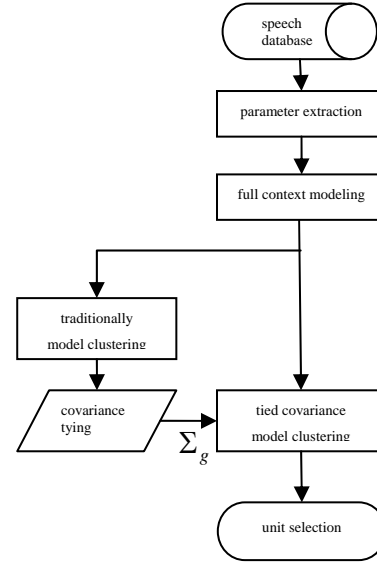 speech
database
parameter extraction
full context modeling
traditionally
model clustering
covariance
tying
Σg
tied covariance
model clustering
unit selection